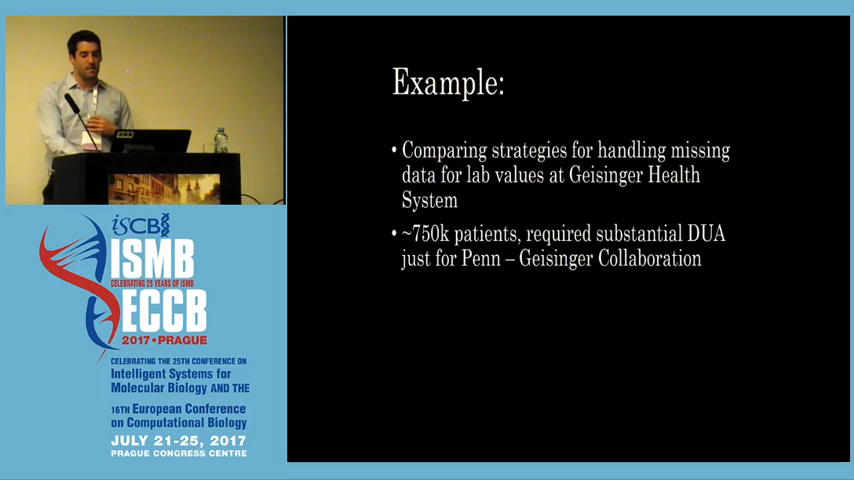 Example:
• Comparing strategies for handling missing
data for lab values at Geisinger Health
System
• ~750k patients, required substantial DUA
just for Penn – Geisinger Collaboration
iSCB
ISMB
CELEBRATING 25 YEARS OF ISMB
ECCB
2017 • PRAGUE
CELEBRATING THE 25TH CONFERENCE ON
Intelligent Systems for
Molecular Biology AND THE
16TH European Conference
on Computational Biology
JULY 21-25, 2017
PRAGUE CONGRESS CENTRE